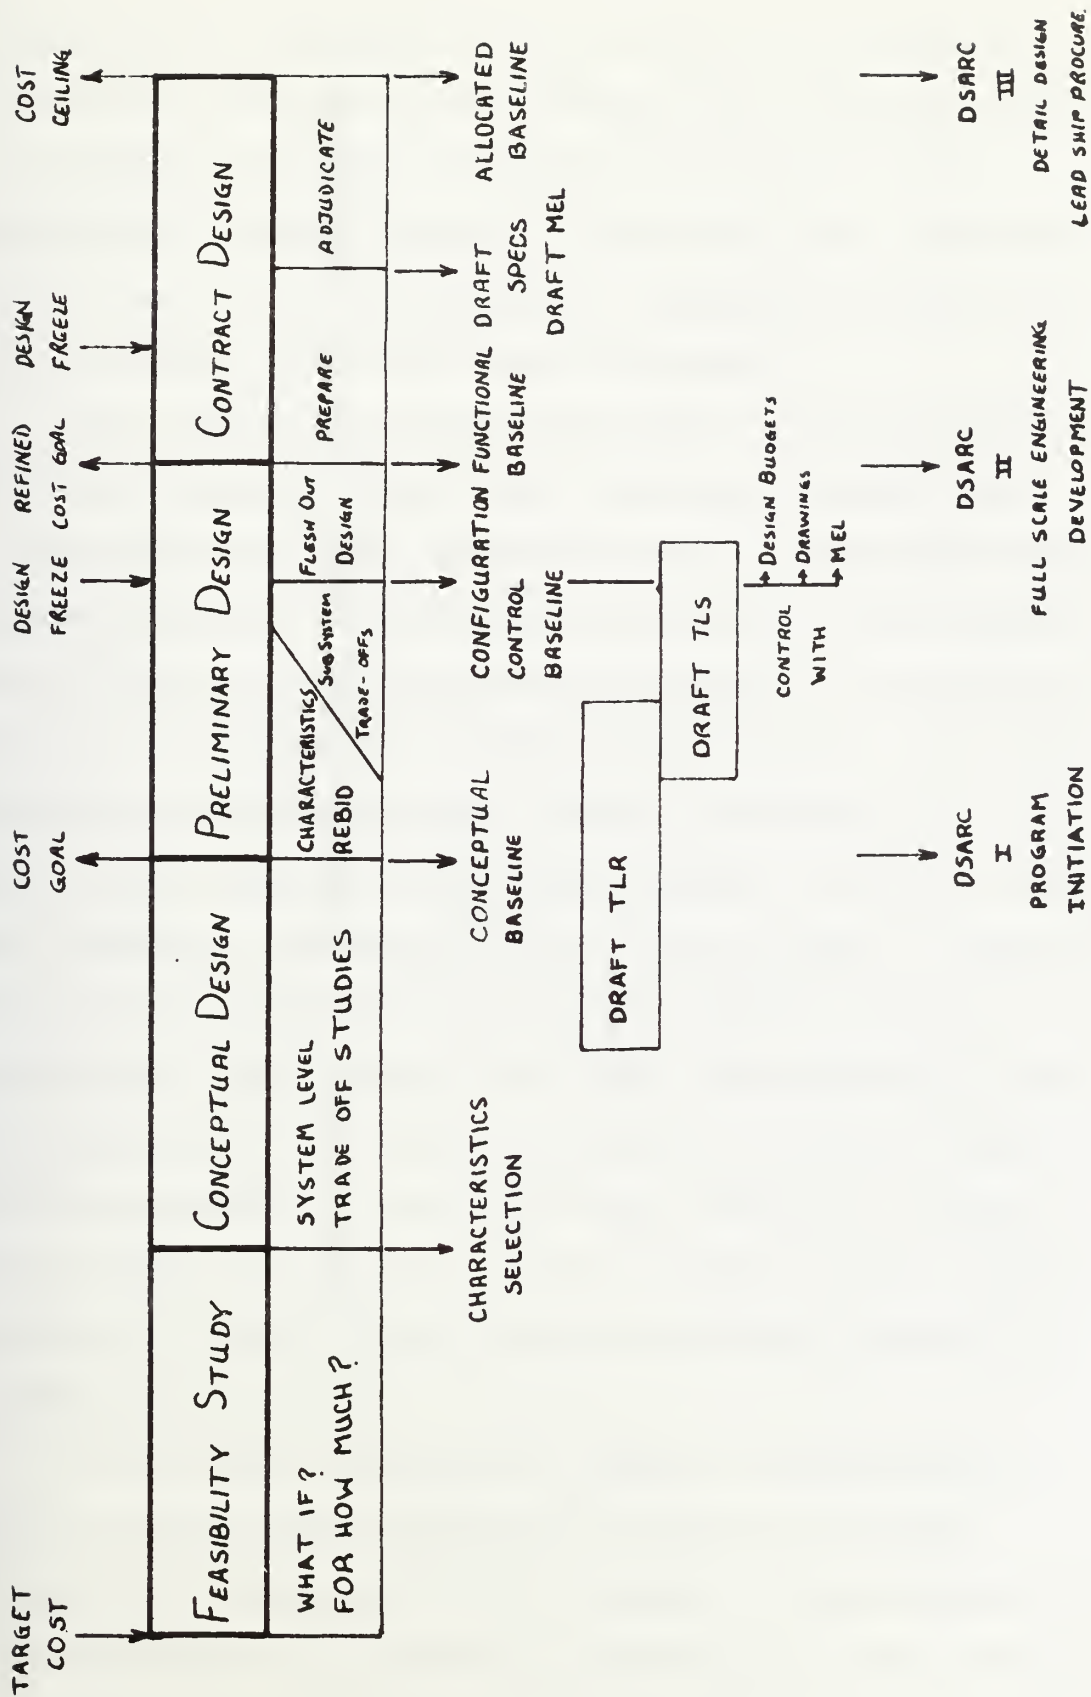 TARGET
COST
COST
GOAL
DESIGN
FREEZE
REFINED
COST GOAL
DESIGN
FREEZE
COST
CEILING
FEASIBILITY STUDY
CONCEPTUAL DESIGN
PRELIMINARY DESIGN
CONTRACT DESIGN
WHAT IF?
FOR HOW MUCH?
SYSTEM LEVEL
TRADE OFF STUDIES
CHARACTERISTICS
REBID
SUBSYSTEM
TRADE-OFFS
FLESH OUT
DESIGN
PREPARE
ADJUDICATE
CHARACTERISTICS
SELECTION
CONCEPTUAL
BASELINE
CONFIGURATION
CONTROL
BASELINE
FUNCTIONAL
BASELINE
DRAFT
SPECS
DRAFT MEL
ALLOCATED
BASELINE
DRAFT TLR
DRAFT TLS
CONTROL
WITH
DESIGN BUDGETS
DRAWINGS
MEL
DSARC
I
PROGRAM
INITIATION
DSARC
II
FULL SCALE ENGINEERING
DEVELOPMENT
DSARC
III
DETAIL DESIGN
LEAD SHIP PROCURE.